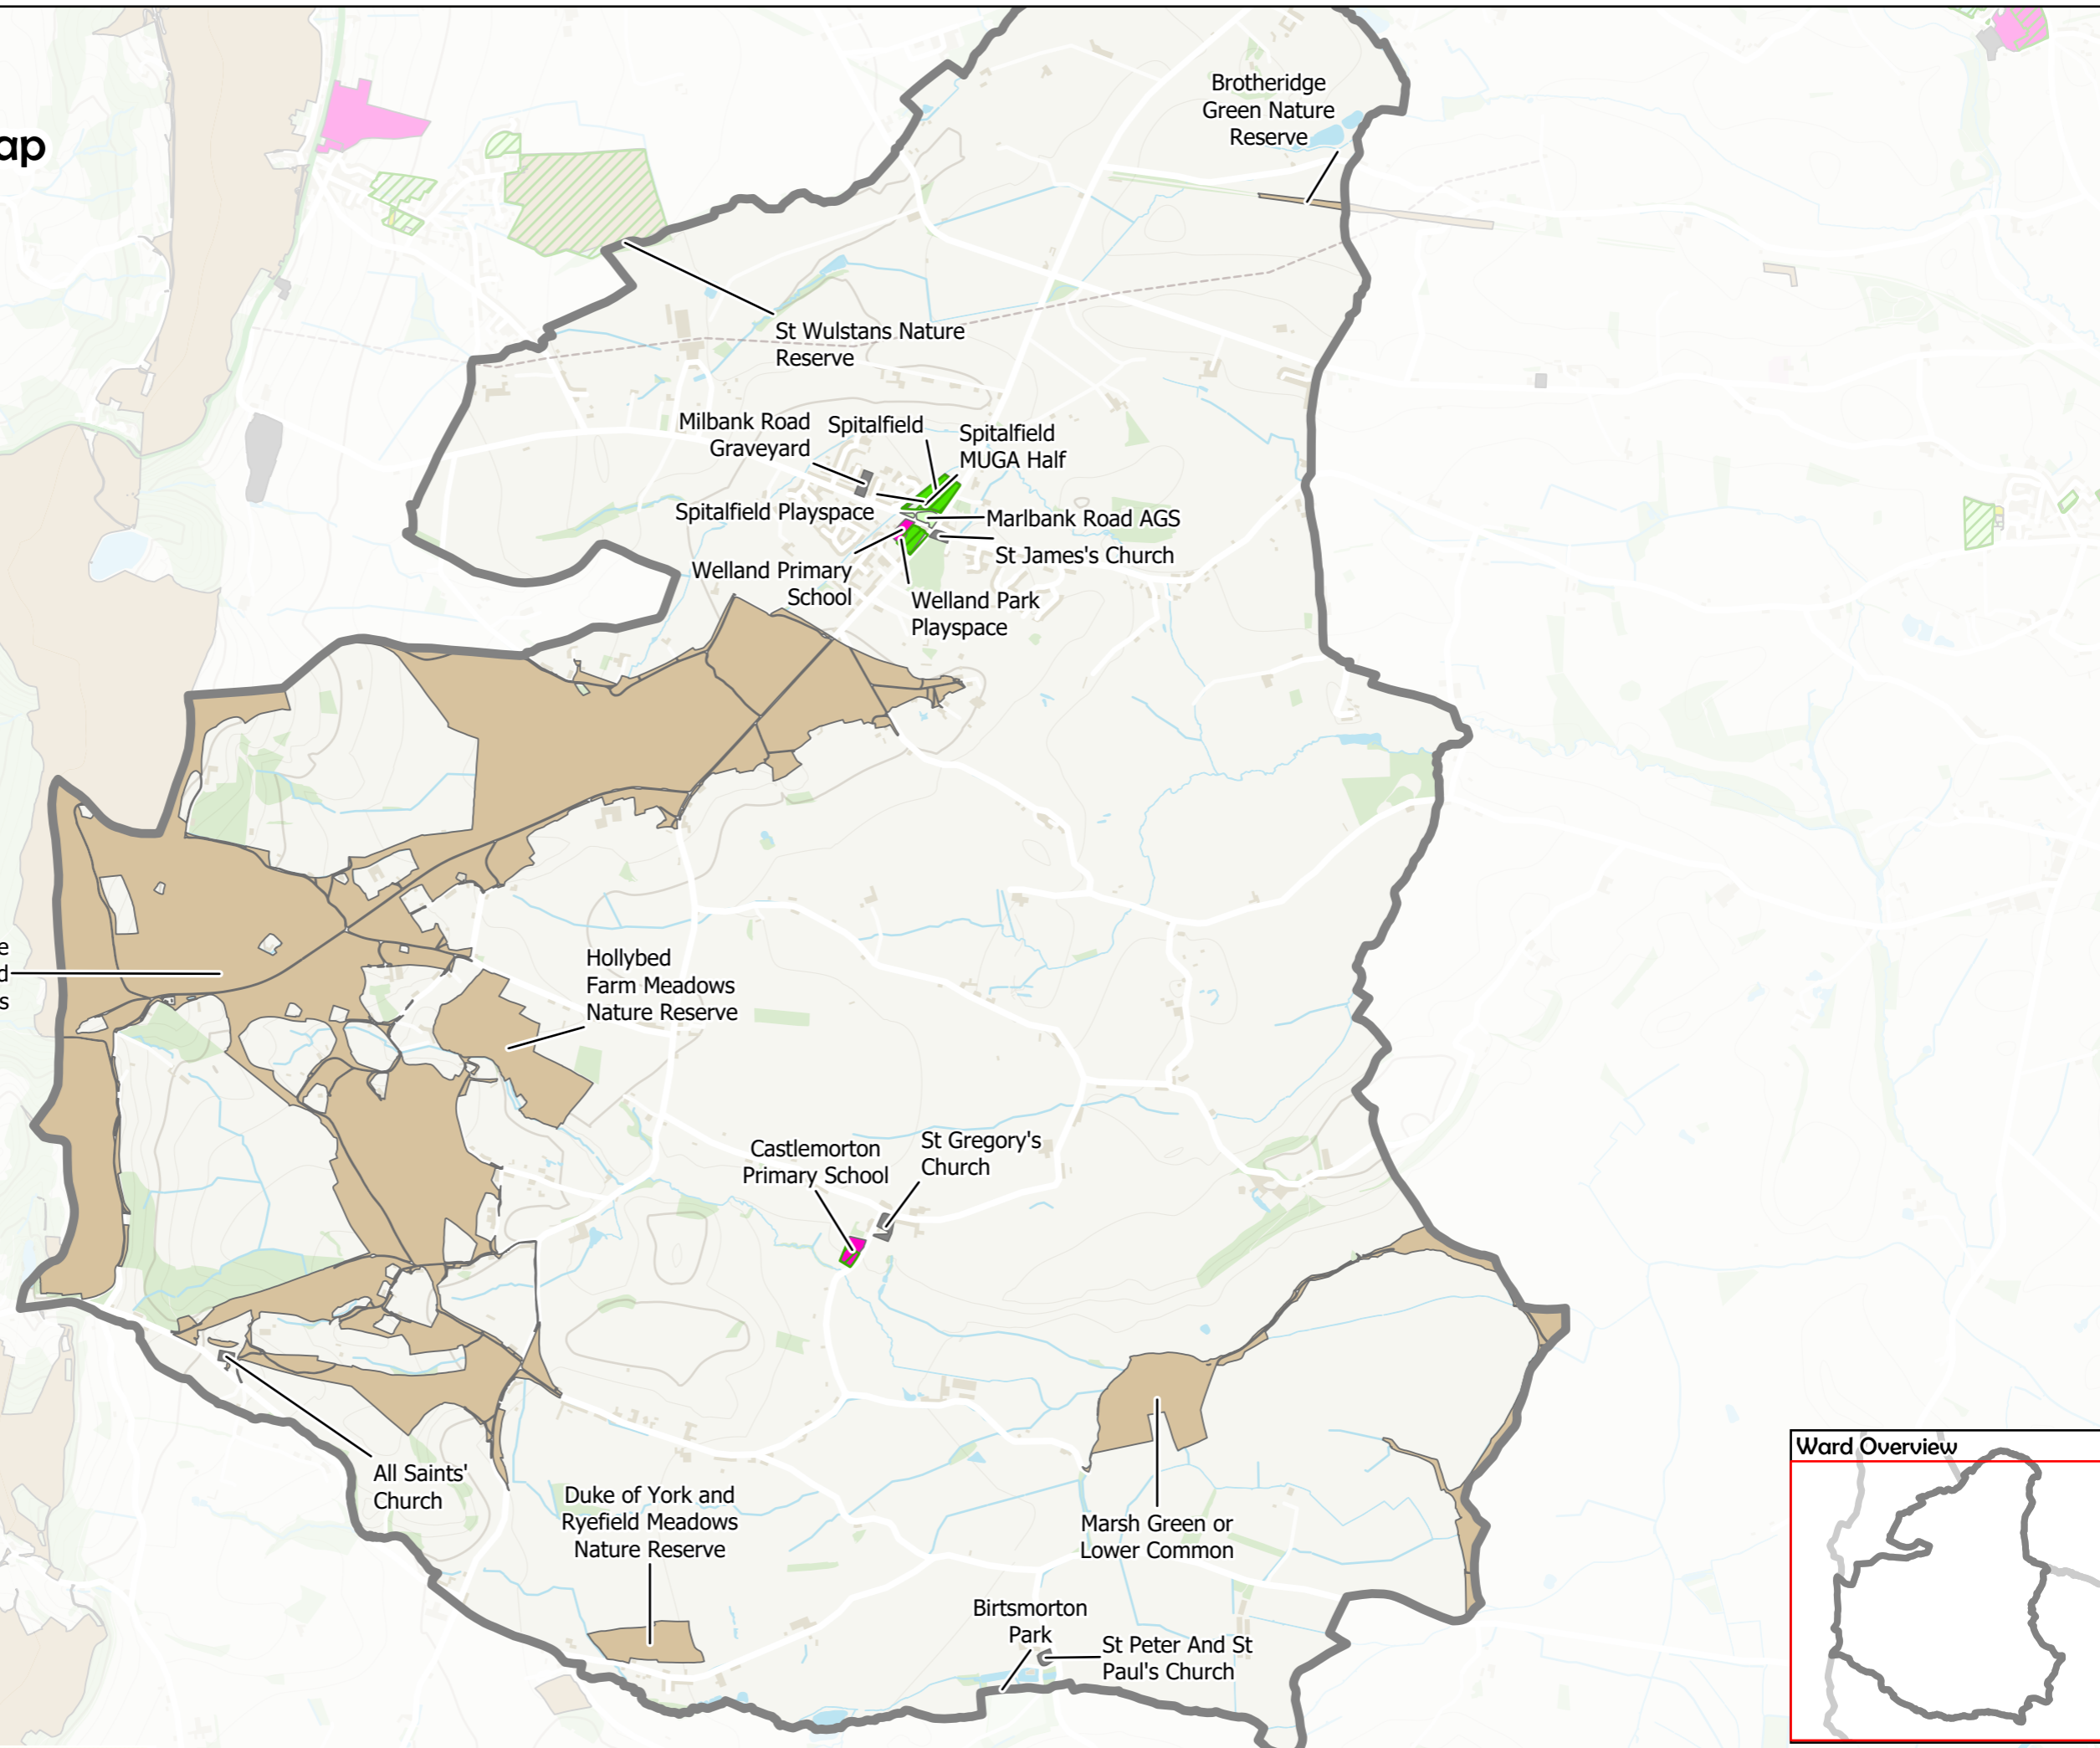 ap
Brotheridge
Green Nature
Reserve
St Wulstans Nature
Reserve
Milbank Road
Graveyard
Spitalfield
Spitalfield
MUGA Half
Spitalfield Playspace
Marlbank Road AGS
St James's Church
Welland Primary
School
Welland Park
Playspace
e
d
s
Hollybed
Farm Meadows
Nature Reserve
Castlemorton
Primary School
St Gregory's
Church
All Saints'
Church
Duke of York and
Ryefield Meadows
Nature Reserve
Marsh Green or
Lower Common
Birtsmorton
Park
St Peter And St
Paul's Church
Ward Overview